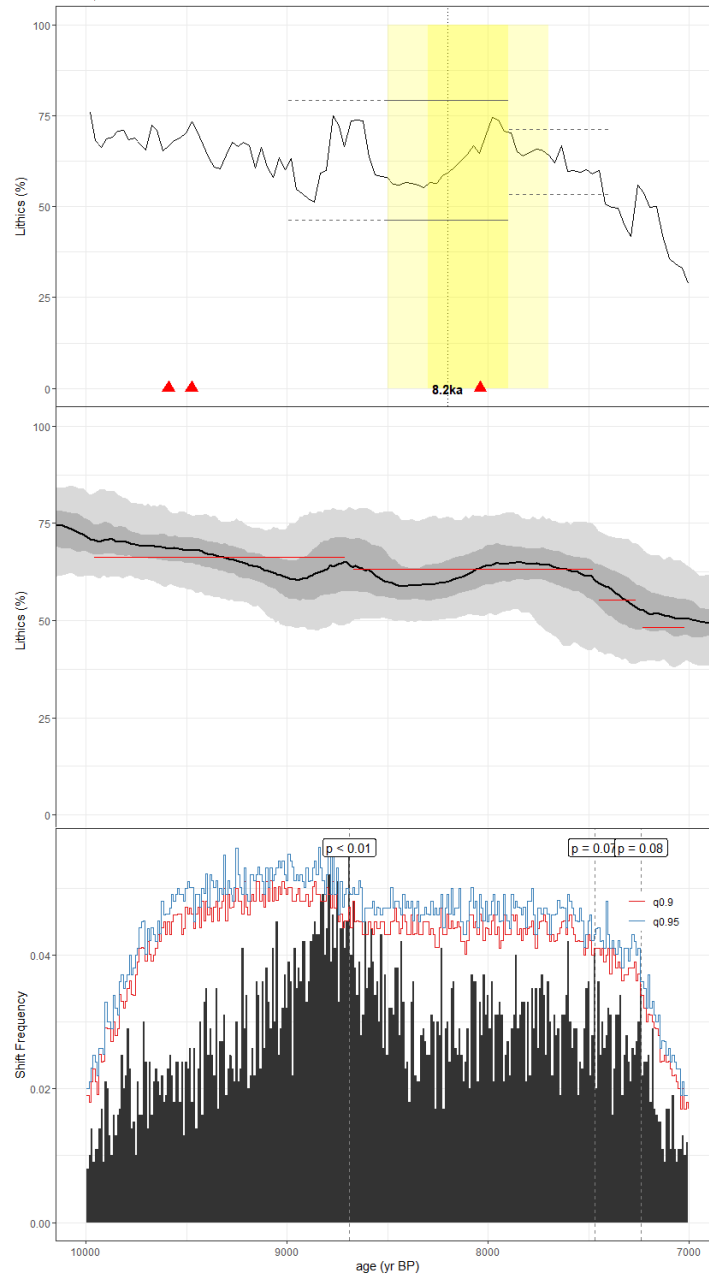 100
75
50
25
0
Lithics (%)
8.2ka
100
75
50
25
0
Lithics (%)
p < 0.01
p = 0.07
p = 0.08
q0.9
q0.95
0.04
0.02
0.00
Shift Frequency
10000 9000 8000 7000
age (yr BP)